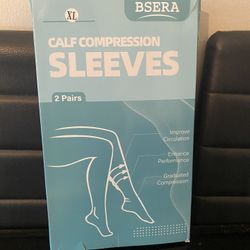 XL
BSERA
CALF COMPRESSION
SLEEVES
2 Pairs
Improve
Circulation
Enhance
Performance
Graduated
Compression